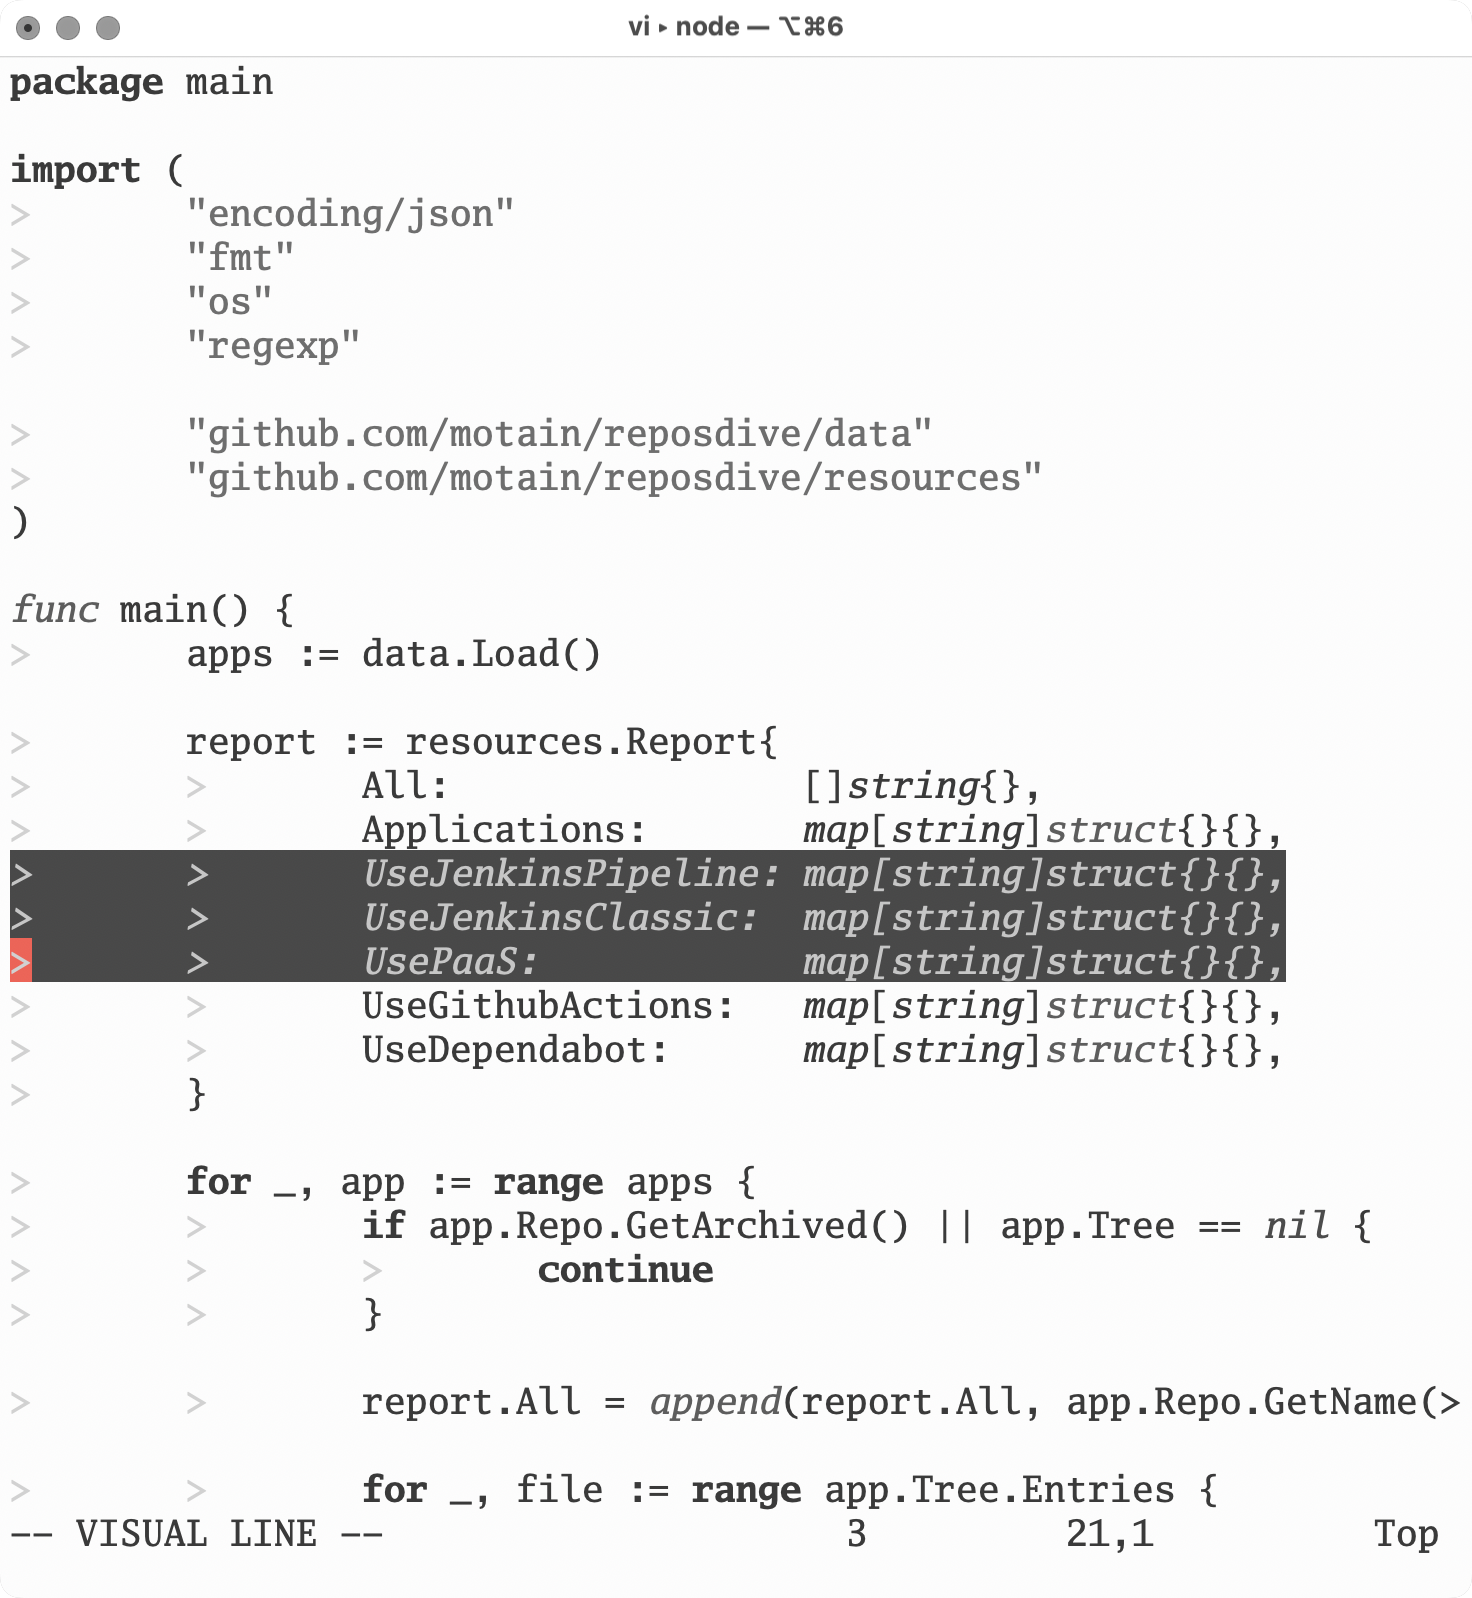 vi ▸ node — ⌥⌘6
package main
import (
> "encoding/json"
> "fmt"
> "os"
> "regexp"
> "github.com/motain/reposdive/data"
> "github.com/motain/reposdive/resources"
)
func main() {
> apps := data.Load()
> report := resources.Report{
> > All: []string{},
> > Applications: map[string]struct{}{},
> > UseJenkinsPipeline: map[string]struct{}{},
> > UseJenkinsClassic: map[string]struct{}{},
> > UsePaaS: map[string]struct{}{},
> > UseGithubActions: map[string]struct{}{},
> > UseDependabot: map[string]struct{}{},
> }
> for _, app := range apps {
> > if app.Repo.GetArchived() || app.Tree == nil {
> > > continue
> > }
> > report.All = append(report.All, app.Repo.GetName(>
> > for _, file := range app.Tree.Entries {
-- VISUAL LINE -- 3 21,1 Top